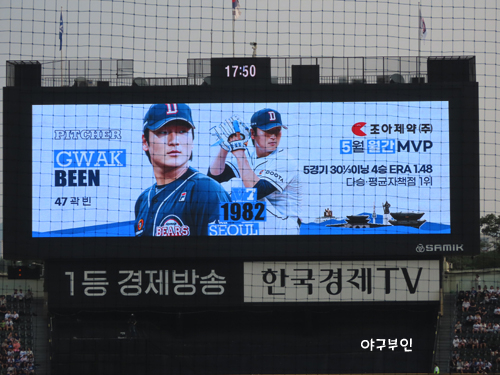 17:50
PITCHER
GWAK
BEEN
47 곽 빈
D
D
DOOTA
BEARS
1982
SEOUL
조아제약(주)
5월 월간 MVP
5경기 30⅓이닝 4승 ERA 1.48
다승·평균자책점 1위
SAMIK
1등 경제방송 한국경제TV
야구부인